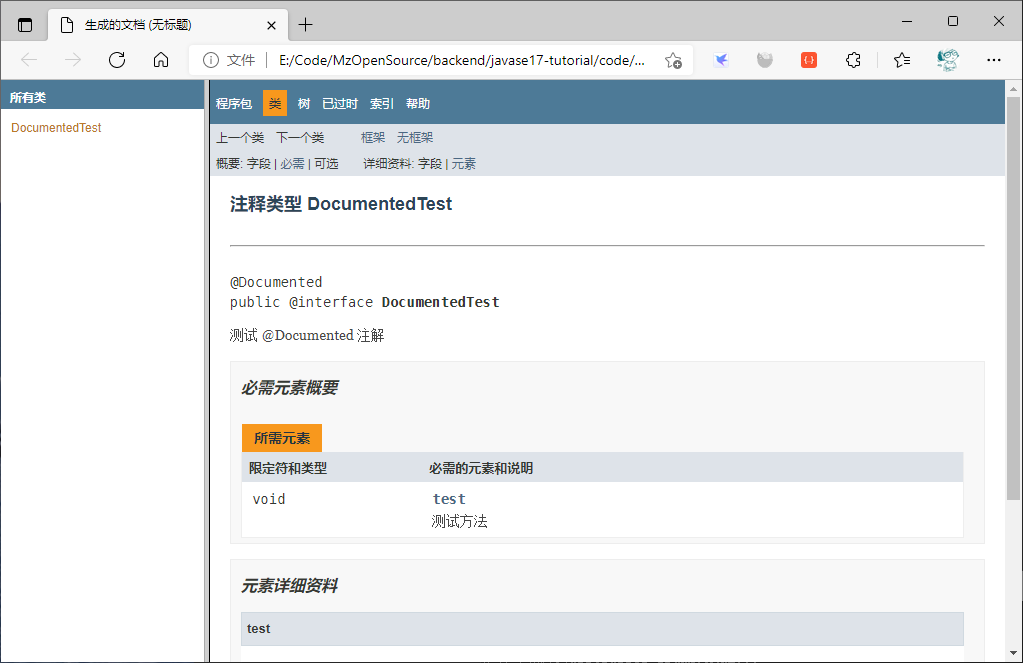 生成的文档 (无标题)
文件 E:/Code/MzOpenSource/backend/javase17-tutorial/code/...
所有类
DocumentedTest
程序包 类 树 已过时 索引 帮助
上一个类 下一个类 框架 无框架
概要: 字段 | 必需 | 可选 详细资料: 字段 | 元素
注释类型 DocumentedTest
@Documented
public @interface DocumentedTest
测试 @Documented 注解
必需元素概要
所需元素
限定符和类型 必需的元素和说明
void test
测试方法
元素详细资料
test